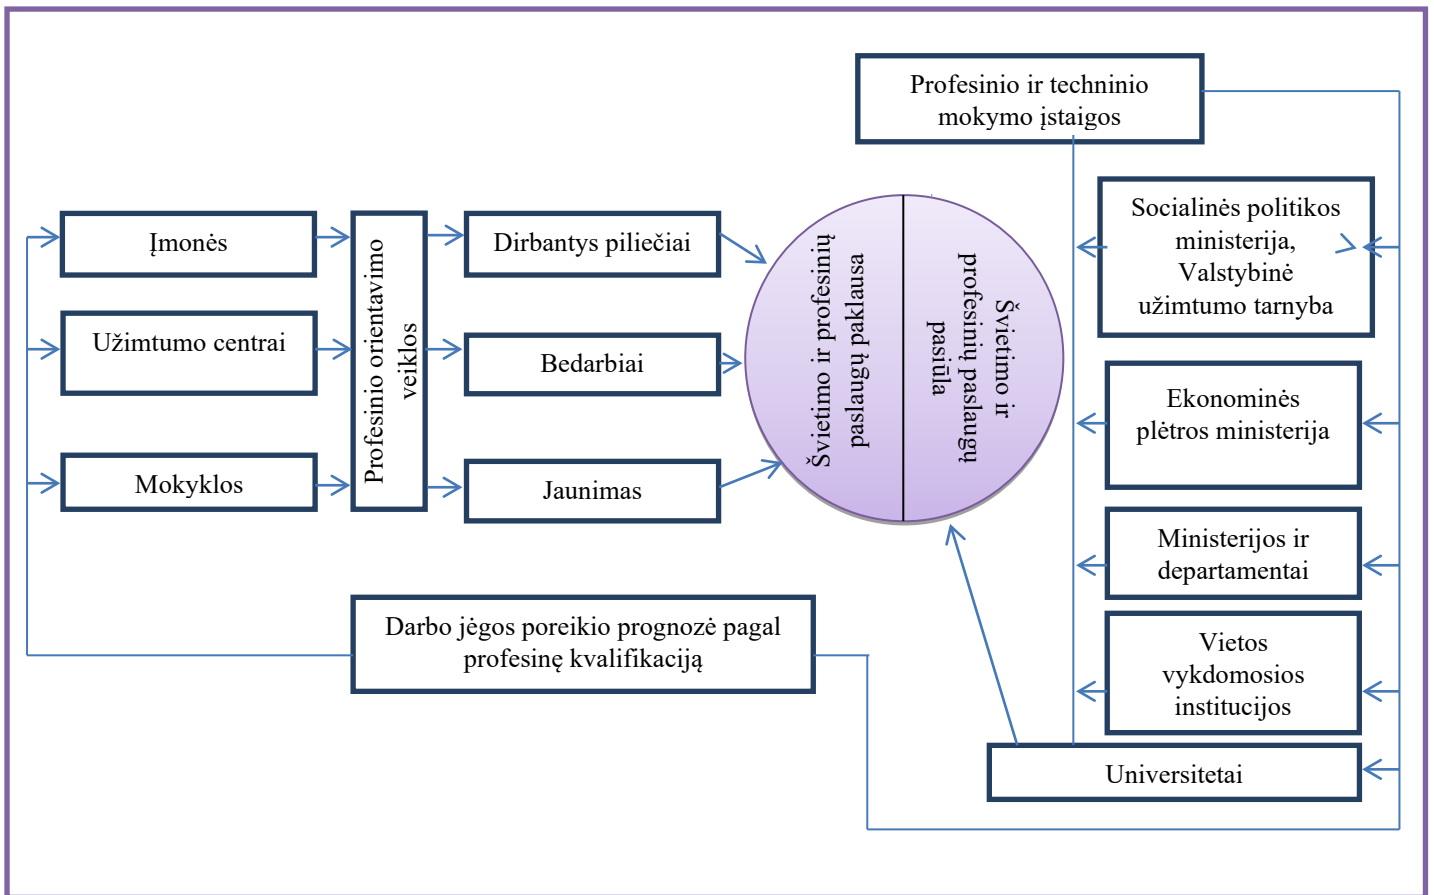 Profesinio ir techninio
mokymo įstaigos
Socialinės politikos
ministerija,
Valstybinė
užimtumo tarnyba
Įmonės
Užimtumo centrai
Mokyklos
Profesinio orientavimo
veiklos
Dirbantys piliečiai
Bedarbiai
Jaunimas
Švietimo ir profesinių
paslaugų paklausa
Švietimo ir
profesinių paslaugų
pasiūla
Ekonominės
plėtros ministerija
Ministerijos ir
departamentai
Darbo jėgos poreikio prognozė pagal
profesinę kvalifikaciją
Vietos
vykdomosios
institucijos
Universitetai